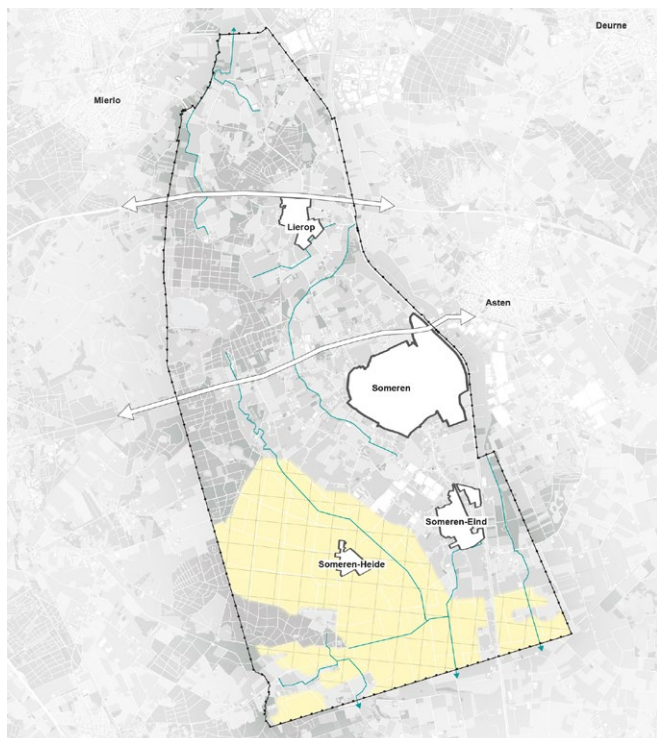 Deurne
Mierlo
Lierop
Asten
Someren
Someren-Eind
Someren-Heide